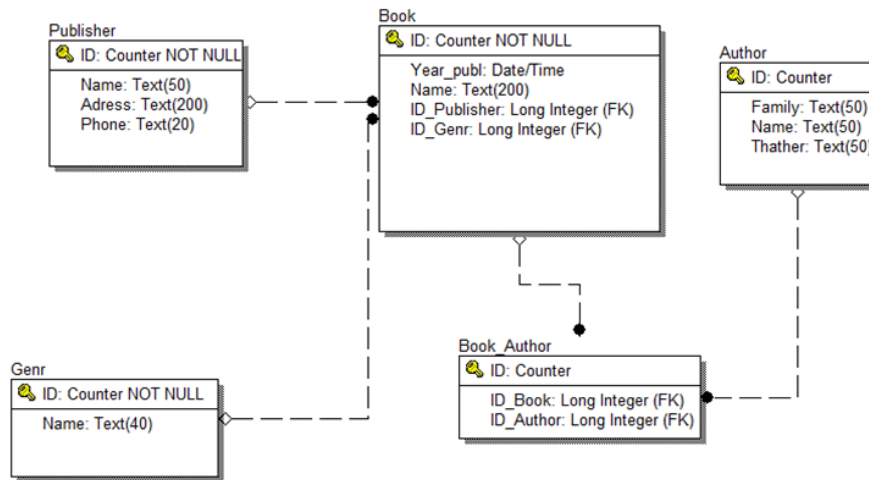 Publisher
ID: Counter NOT NULL
Name: Text(50)
Adress: Text(200)
Phone: Text(20)
Book
ID: Counter NOT NULL
Year_publ: Date/Time
Name: Text(200)
ID_Publisher: Long Integer (FK)
ID_Genr: Long Integer (FK)
Author
ID: Counter
Family: Text(50)
Name: Text(50)
Thather: Text(50)
Genr
ID: Counter NOT NULL
Name: Text(40)
Book_Author
ID: Counter
ID_Book: Long Integer (FK)
ID_Author: Long Integer (FK)